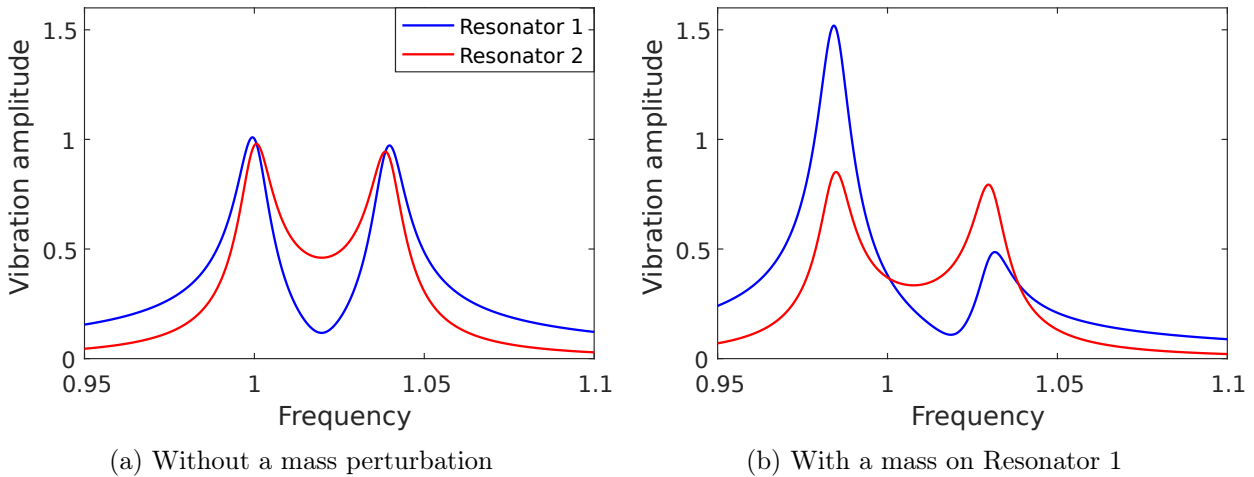 Vibration amplitude
1.5
1
0.5
0
0.95
1
1.05
1.1
Frequency
Resonator 1
Resonator 2
(a) Without a mass perturbation
Vibration amplitude
1.5
1
0.5
0
0.95
1
1.05
1.1
Frequency
(b) With a mass on Resonator 1